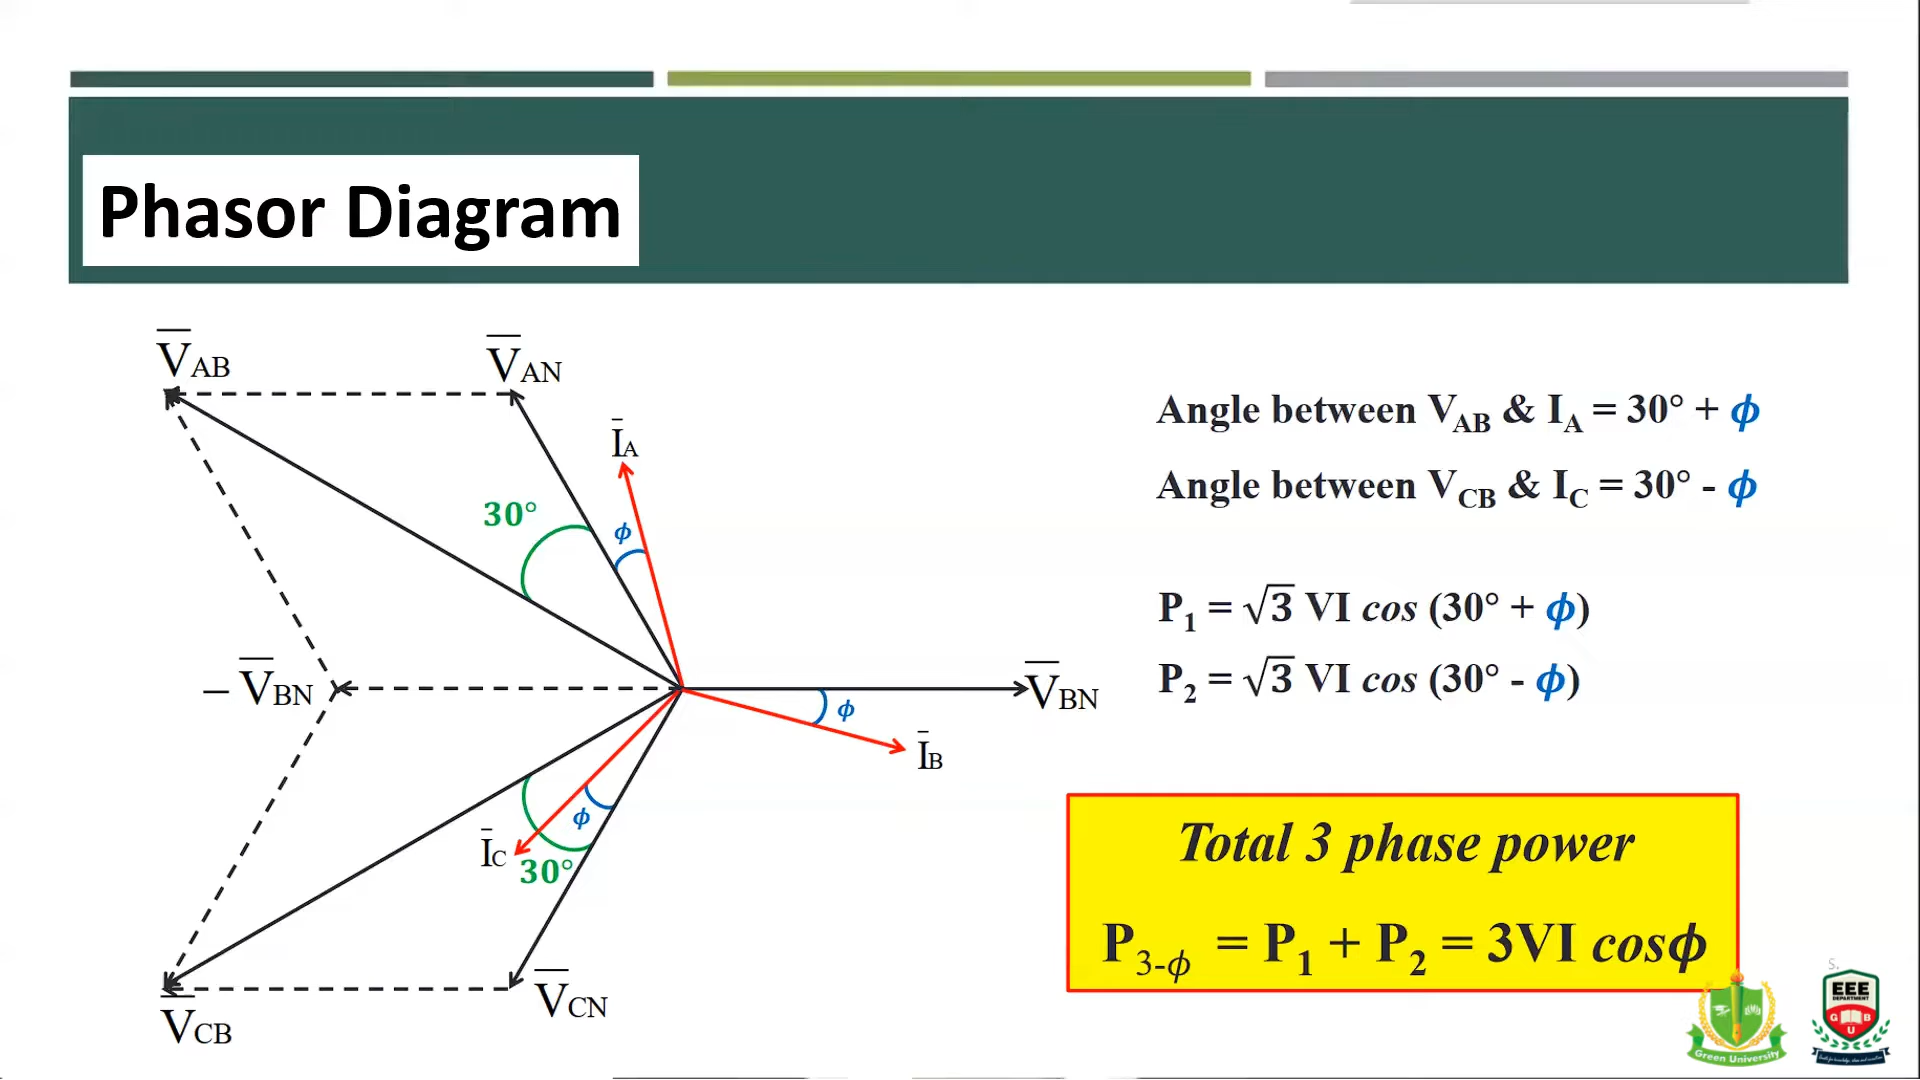 Phasor Diagram
V̅AB
V̅AN
ĪA
30°
ϕ
– V̅BN
V̅BN
ϕ
ĪB
ϕ
ĪC
30°
V̅CN
V̅CB
Angle between VAB & IA = 30° + ϕ
Angle between VCB & IC = 30° - ϕ
P1 = √3 VI cos (30° + ϕ)
P2 = √3 VI cos (30° - ϕ)
Total 3 phase power
P3-ϕ = P1 + P2 = 3VI cosϕ
S.
Green University
EEE
DEPARTMENT
G B
U